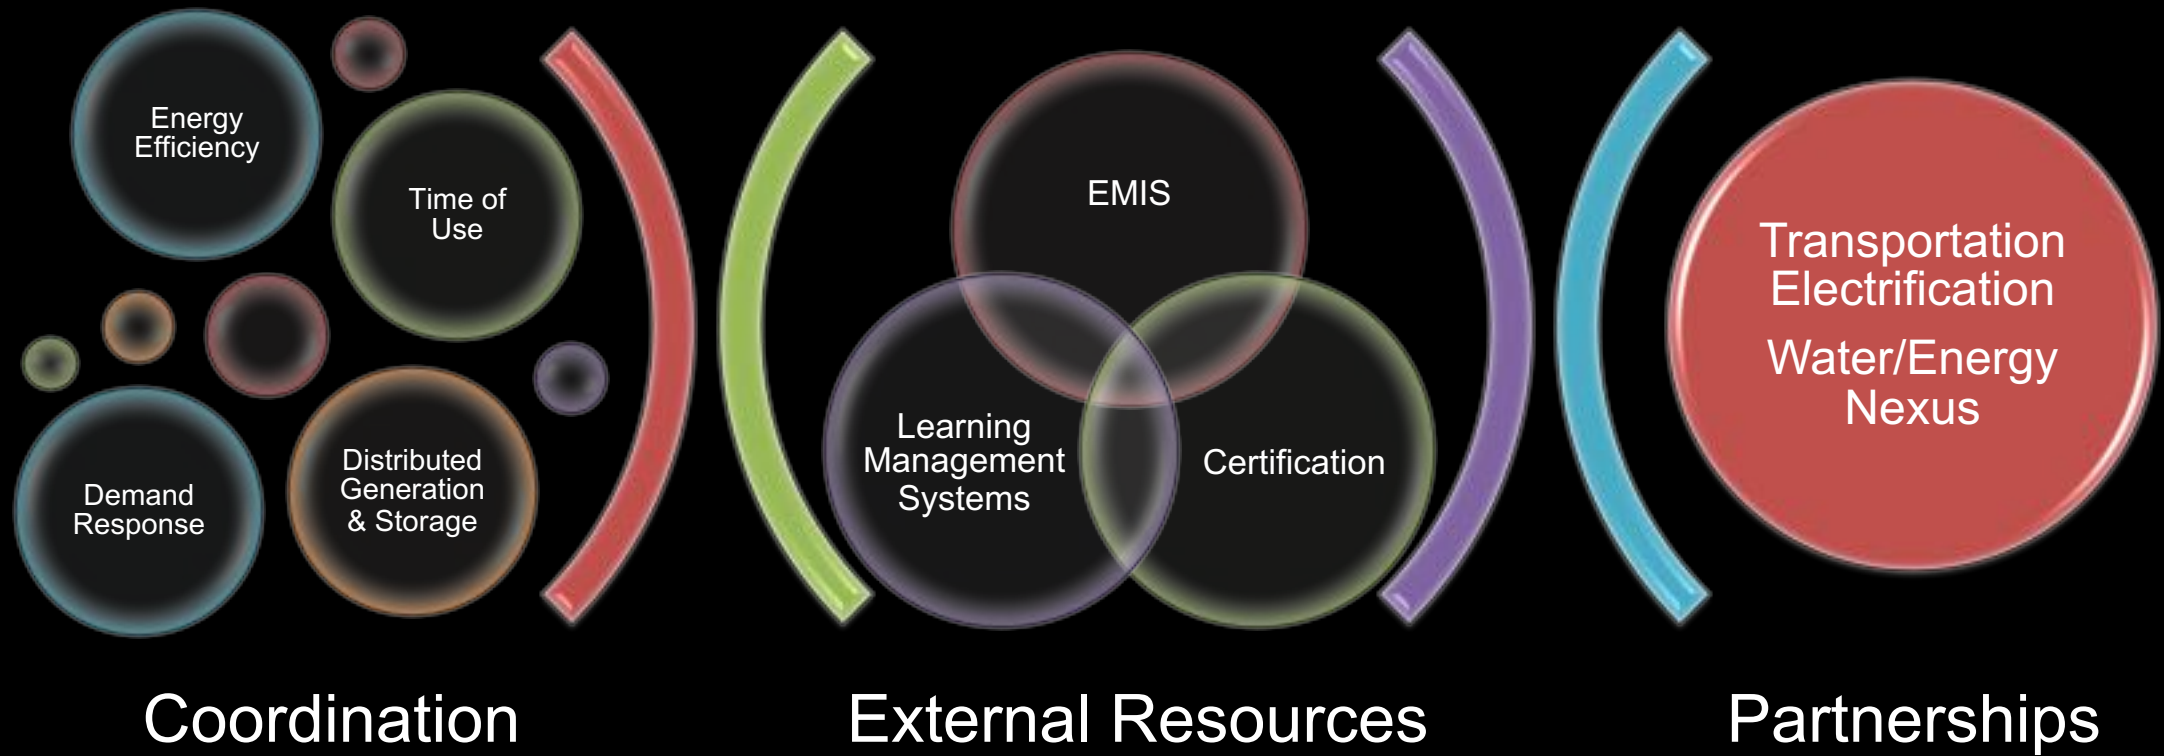 Energy
Efficiency
Time of
Use
Demand
Response
Distributed
Generation
& Storage
Coordination
EMIS
Learning
Management
Systems
Certification
External Resources
Transportation
Electrification
Water/Energy
Nexus
Partnerships